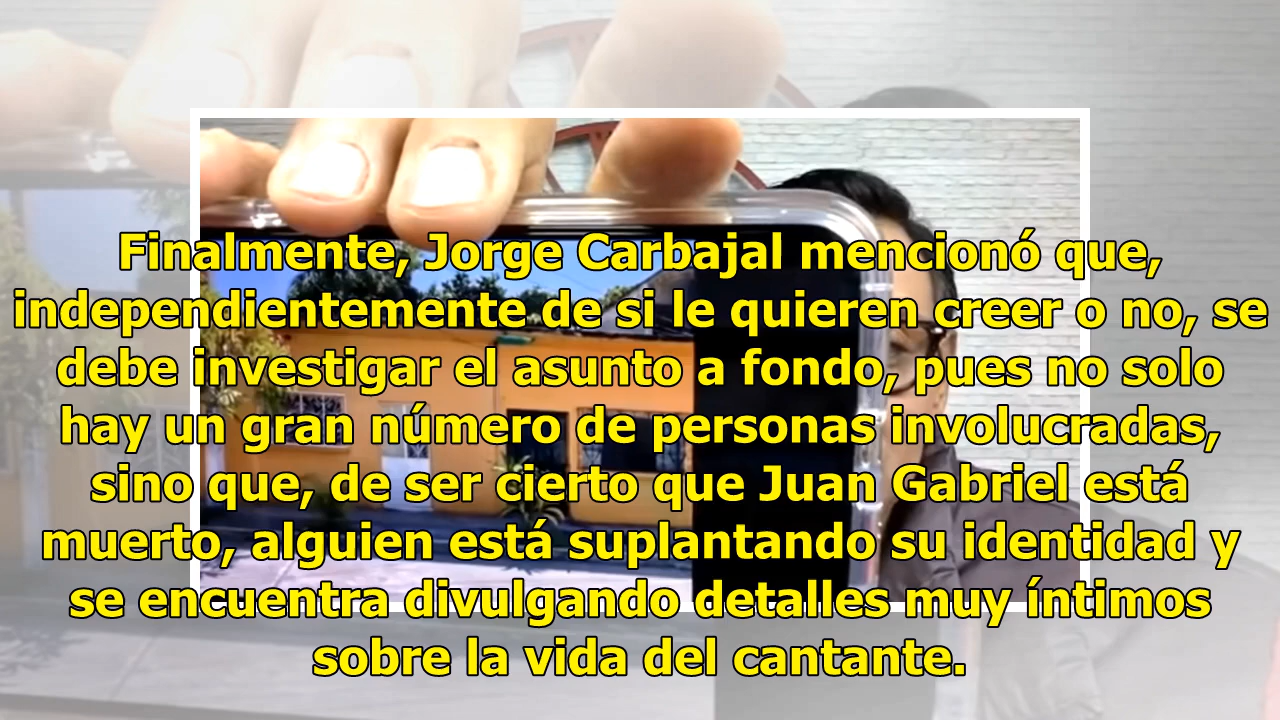 Finalmente, Jorge Carbajal mencionó que,
independientemente de si le quieren creer o no, se
debe investigar el asunto a fondo, pues no solo
hay un gran número de personas involucradas,
sino que, de ser cierto que Juan Gabriel está
muerto, alguien está suplantando su identidad y
se encuentra divulgando detalles muy íntimos
sobre la vida del cantante.